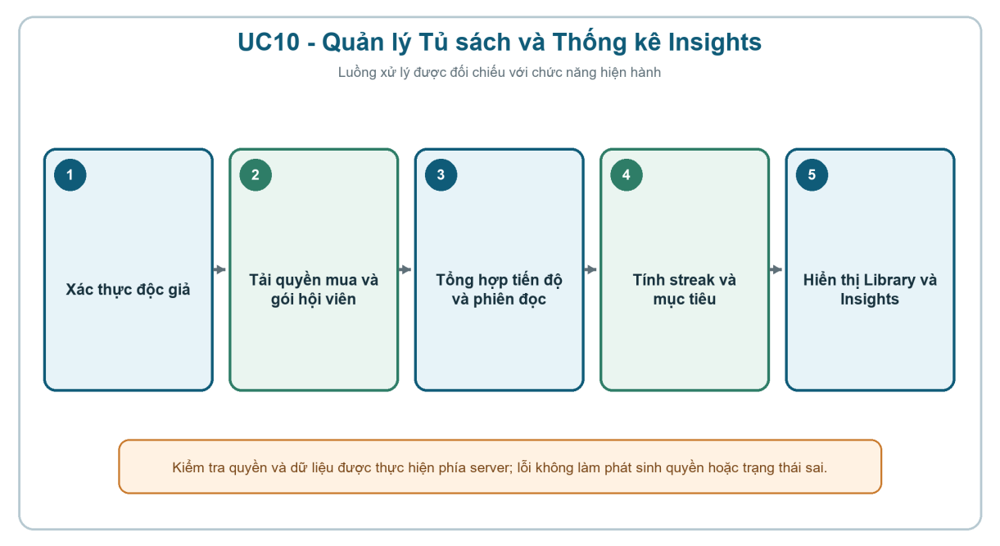 UC10 - Quản lý Tủ sách và Thống kê Insights
Luồng xử lý được đối chiếu với chức năng hiện hành
1
Xác thực độc giả
2
Tải quyền mua và
gói hội viên
3
Tổng hợp tiến độ
và phiên đọc
4
Tính streak và
mục tiêu
5
Hiển thị Library và
Insights
Kiểm tra quyền và dữ liệu được thực hiện phía server; lỗi không làm phát sinh quyền hoặc trạng thái sai.